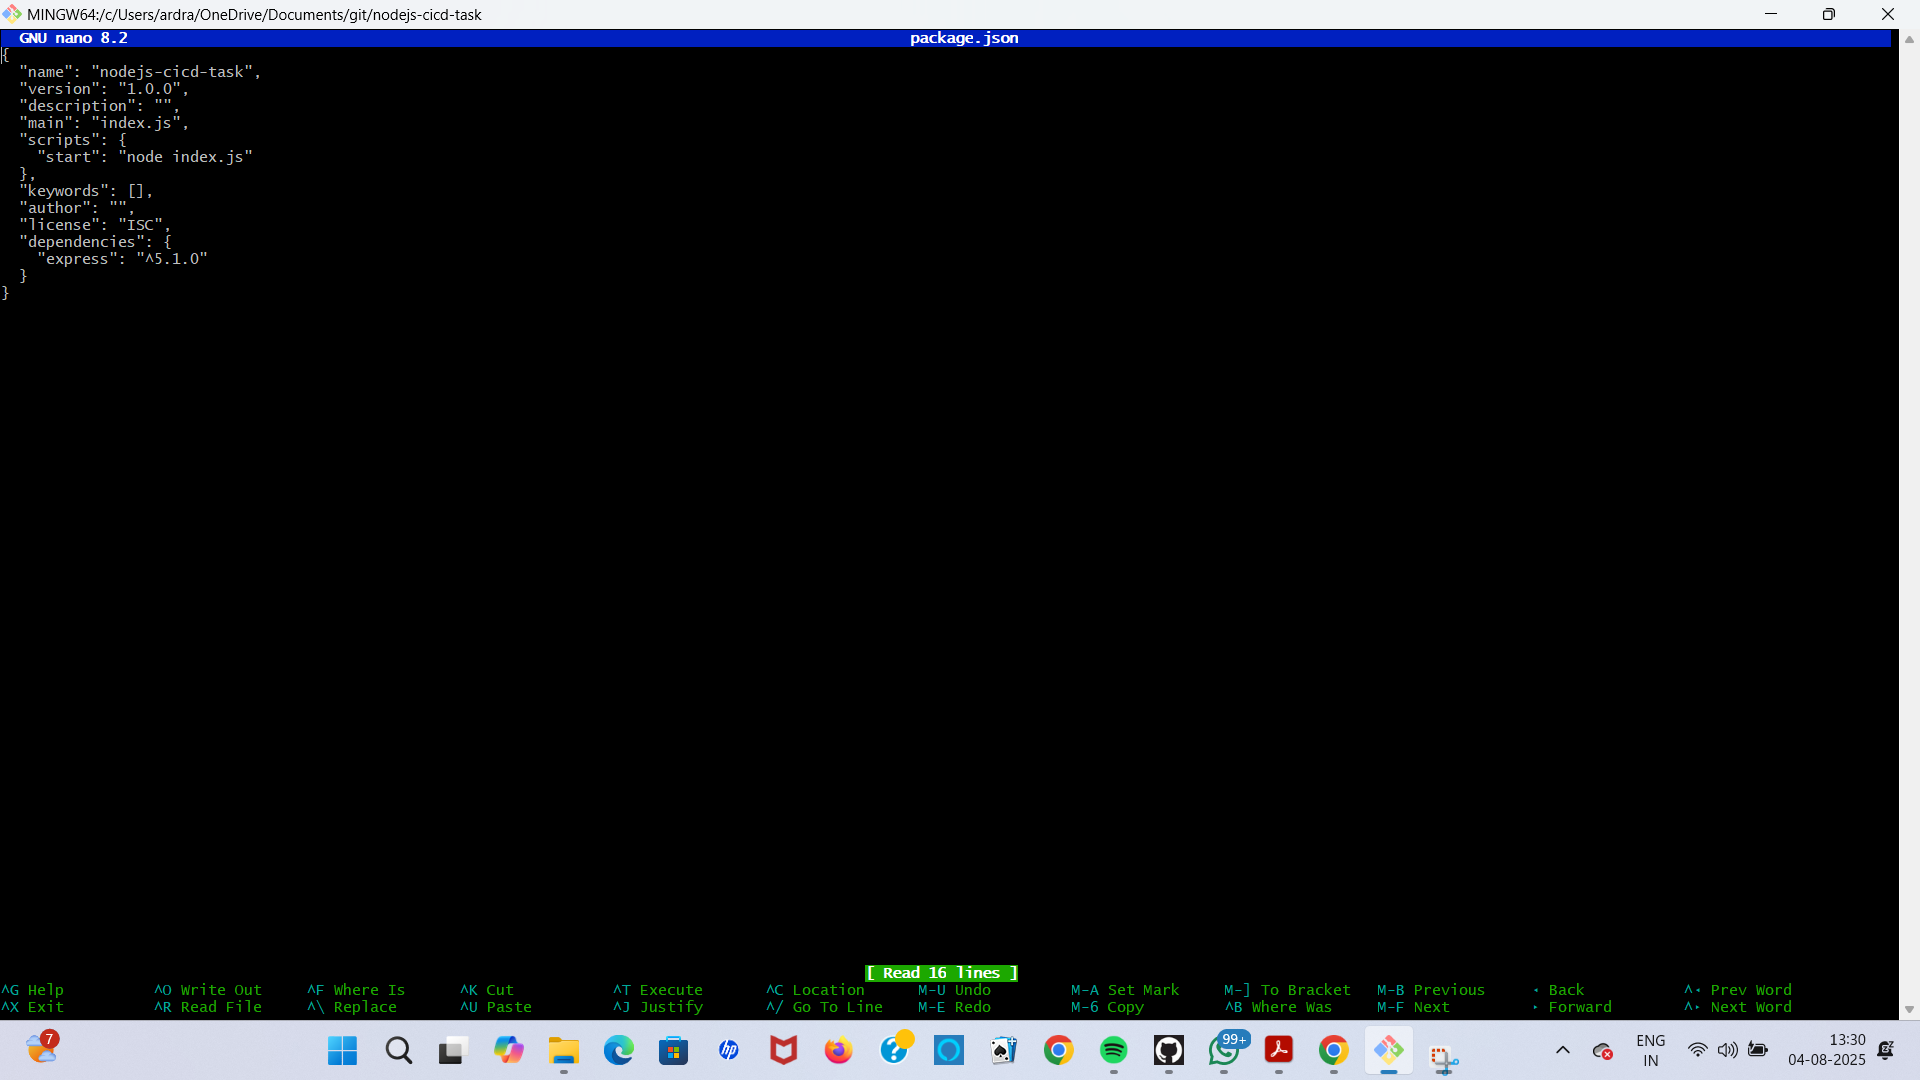 MINGW64:/c/Users/ardra/OneDrive/Documents/git/nodejs-cicd-task
GNU nano 8.2 package.json
{
  "name": "nodejs-cicd-task",
  "version": "1.0.0",
  "description": "",
  "main": "index.js",
  "scripts": {
    "start": "node index.js"
  },
  "keywords": [],
  "author": "",
  "license": "ISC",
  "dependencies": {
    "express": "^5.1.0"
  }
}
[ Read 16 lines ]
^G Help ^O Write Out ^F Where Is ^K Cut ^T Execute ^C Location M-U Undo M-A Set Mark M-] To Bracket M-B Previous ◂ Back ^◂ Prev Word
^X Exit ^R Read File ^\ Replace ^U Paste ^J Justify ^/ Go To Line M-E Redo M-6 Copy ^B Where Was M-F Next ▸ Forward ^▸ Next Word
7 hp 99+ ENG 13:30
IN 04-08-2025